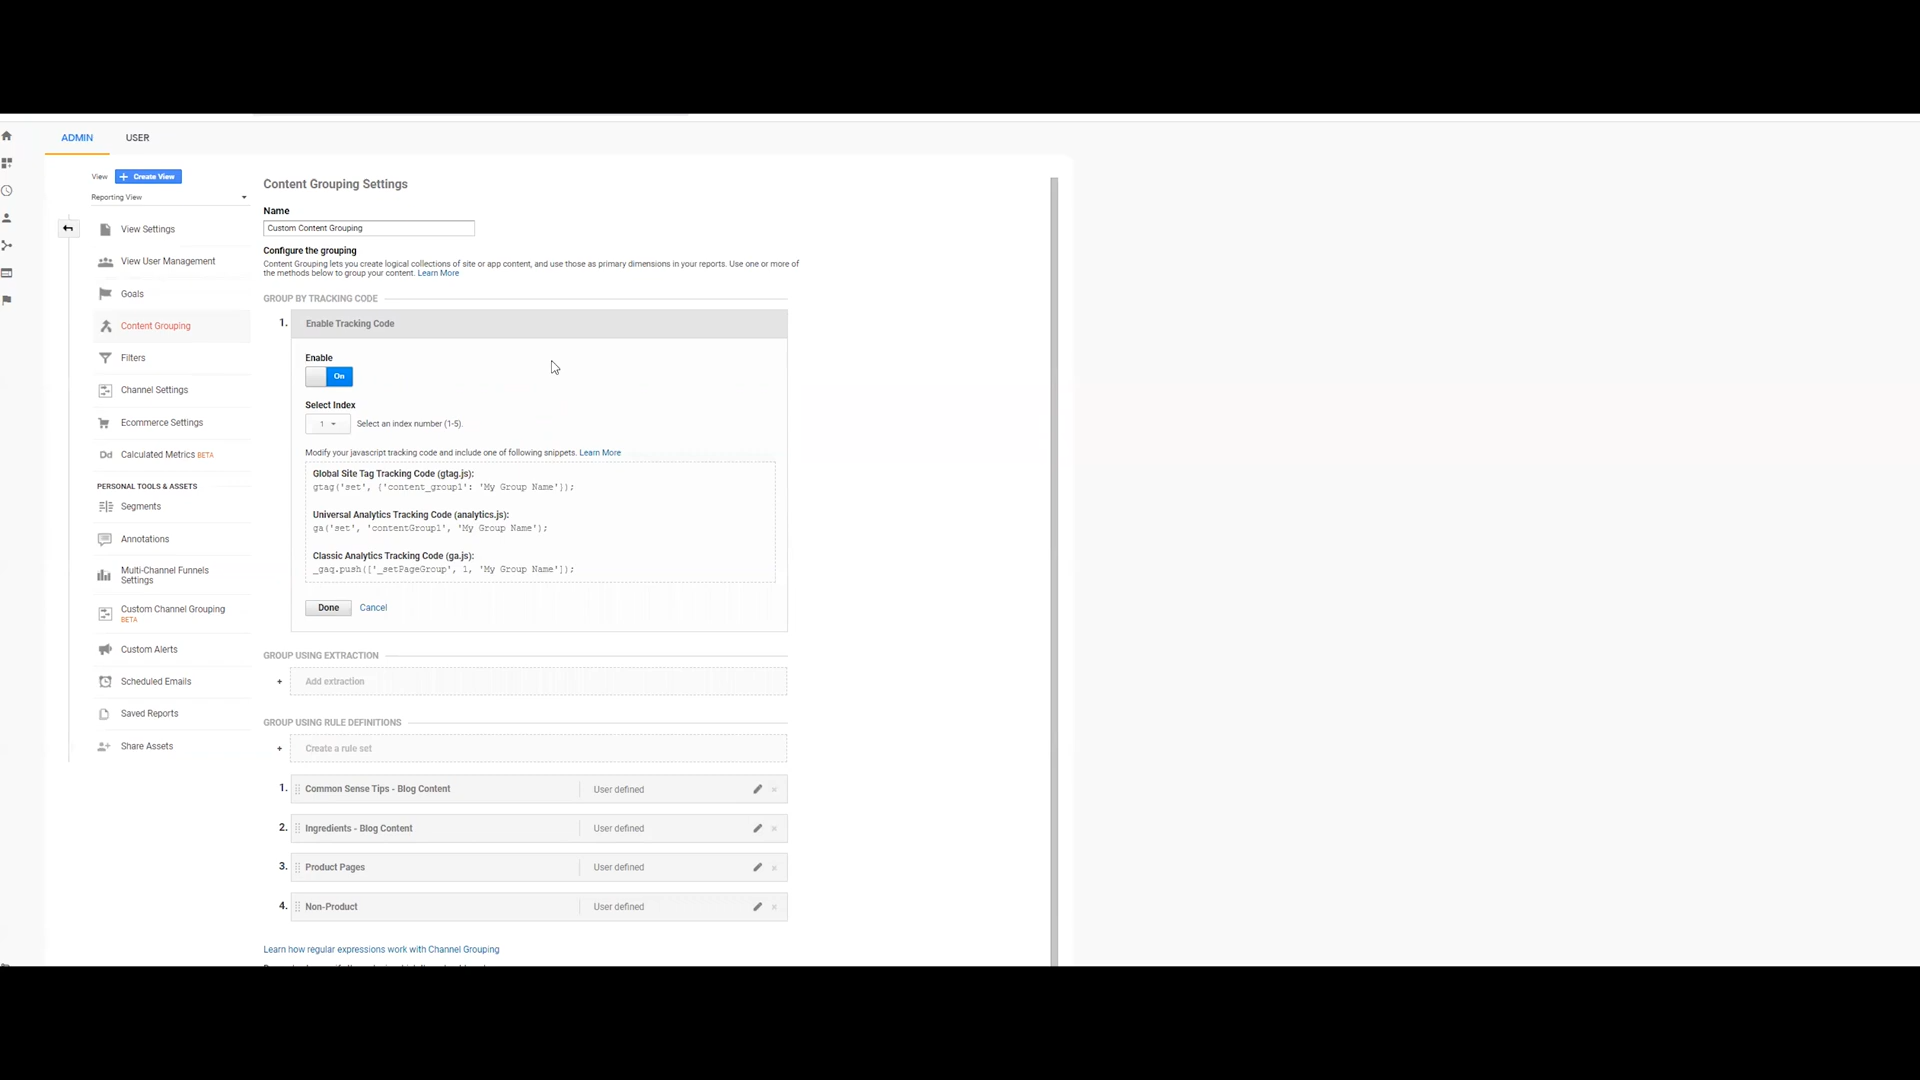 ADMIN
USER
View
+ Create View
Reporting View
View Settings
View User Management
Goals
Content Grouping
Filters
Channel Settings
Ecommerce Settings
Dd Calculated Metrics BETA
PERSONAL TOOLS & ASSETS
Segments
Annotations
Multi-Channel Funnels
Settings
Custom Channel Grouping
BETA
Custom Alerts
Scheduled Emails
Saved Reports
Share Assets
Content Grouping Settings
Name
Custom Content Grouping
Configure the grouping
Content Grouping lets you create logical collections of site or app content, and use those as primary dimensions in your reports. Use one or more of
the methods below to group your content. Learn More
GROUP BY TRACKING CODE
1. Enable Tracking Code
Enable
On
Select Index
1 Select an index number (1-5).
Modify your javascript tracking code and include one of following snippets. Learn More
Global Site Tag Tracking Code (gtag.js):
gtag('set', {'content_group1': 'My Group Name'});
Universal Analytics Tracking Code (analytics.js):
ga('set', 'contentGroup1', 'My Group Name');
Classic Analytics Tracking Code (ga.js):
_gaq.push(['_setPageGroup', 1, 'My Group Name']);
Done Cancel
GROUP USING EXTRACTION
+ Add extraction
GROUP USING RULE DEFINITIONS
+ Create a rule set
1. Common Sense Tips - Blog Content User defined
2. Ingredients - Blog Content User defined
3. Product Pages User defined
4. Non-Product User defined
Learn how regular expressions work with Channel Grouping